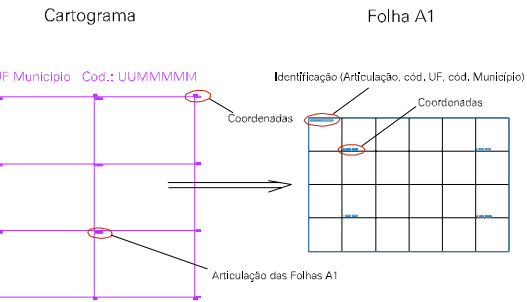 Cartograma
Folha A1
UF Município Cod.: UUMMMMM
Identificação (Articulação, cód. UF, cód. Município)
Coordenadas
Coordenadas
Articulação das Folhas A1